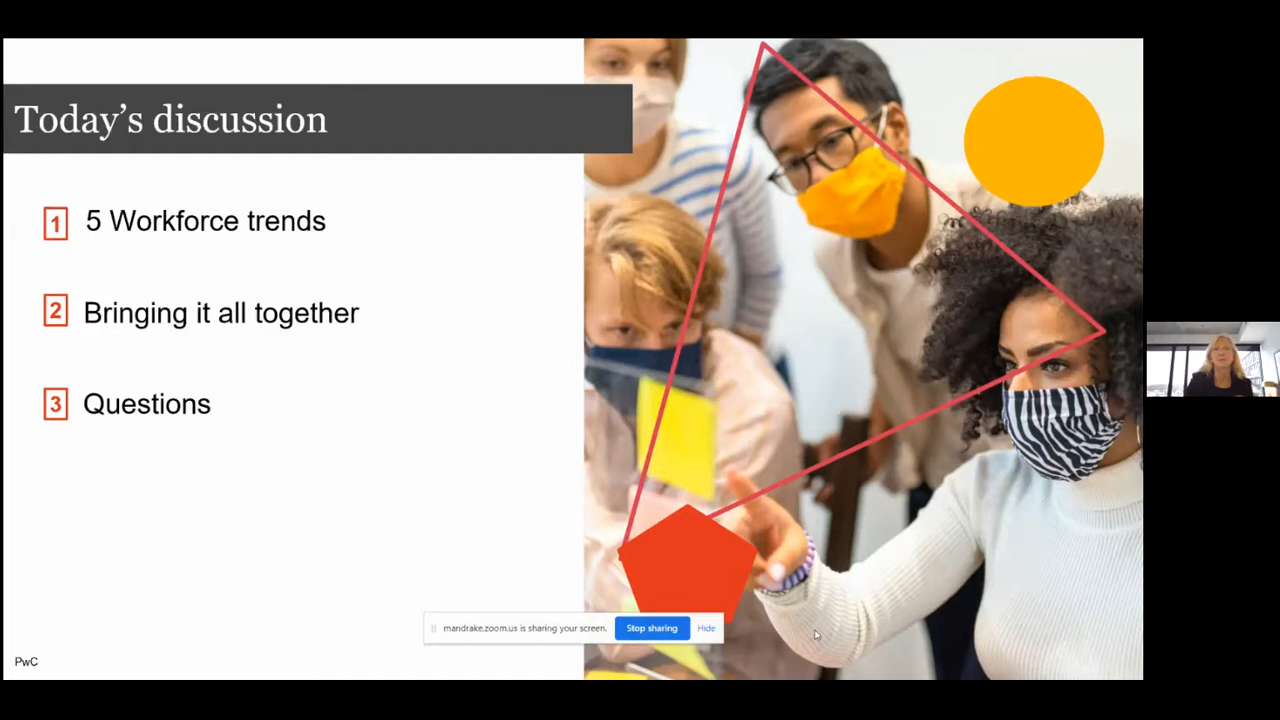 Today's discussion
1 5 Workforce trends
2 Bringing it all together
3 Questions
mandrake.zoom.us is sharing your screen. Stop sharing Hide
PwC